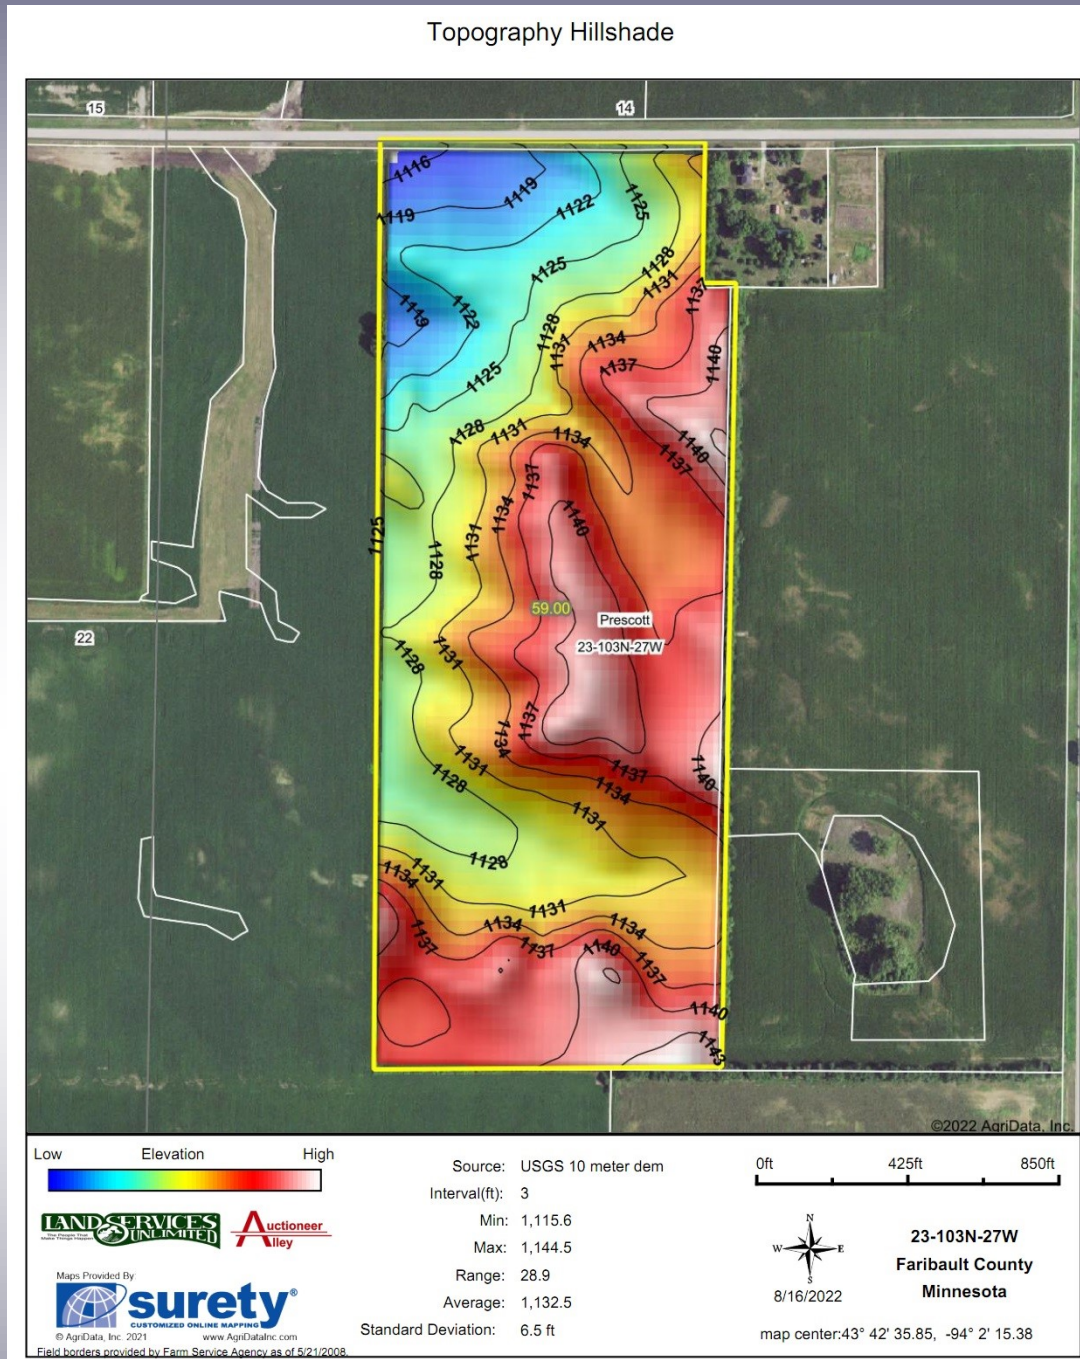 Topography Hillshade
15
14
1116
1119
1119
1122
1125
1125
1128
1131
1137
1119
1122
1128
1131
1134
1137
1140
1125
1128
1131
1134
1140
1137
1137
1134
1140
1125
1131
1128
59.00
Prescott
23-103N-27W
22
1128
1131
1137
1134
1131
1128
1137
1134
1140
1131
1128
1134
1131
1131
1134
1134
1137
1137
1140
1137
1140
1143
©2022 AgriData, Inc.
Low Elevation High
LAND SERVICES
UNLIMITED
The People That
Make Things Happen
Auctioneer
Alley
Maps Provided By:
surety®
CUSTOMIZED ONLINE MAPPING
© AgriData, Inc. 2021 www.AgriDataInc.com
Field borders provided by Farm Service Agency as of 5/21/2008.
Source: USGS 10 meter dem
Interval(ft): 3
Min: 1,115.6
Max: 1,144.5
Range: 28.9
Average: 1,132.5
Standard Deviation: 6.5 ft
0ft 425ft 850ft
N
W E
S
8/16/2022
23-103N-27W
Faribault County
Minnesota
map center:43° 42' 35.85, -94° 2' 15.38